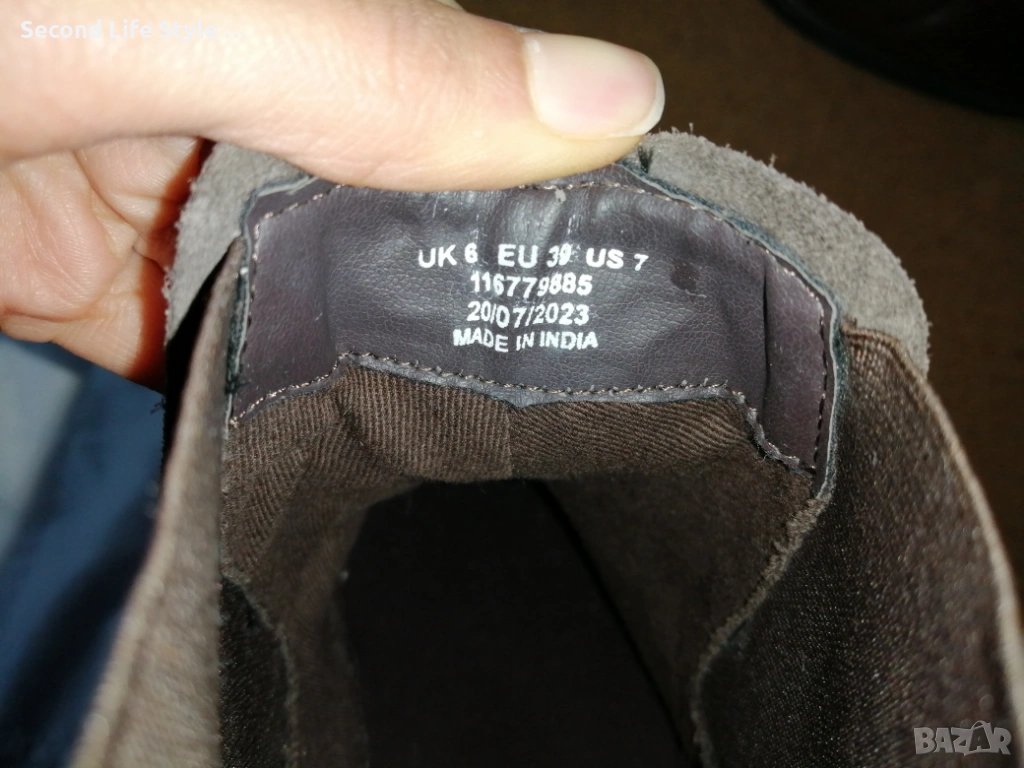 Second Life Style...
UK 6 EU 39 US 7
116779885
20/07/2023
MADE IN INDIA
BAZAR